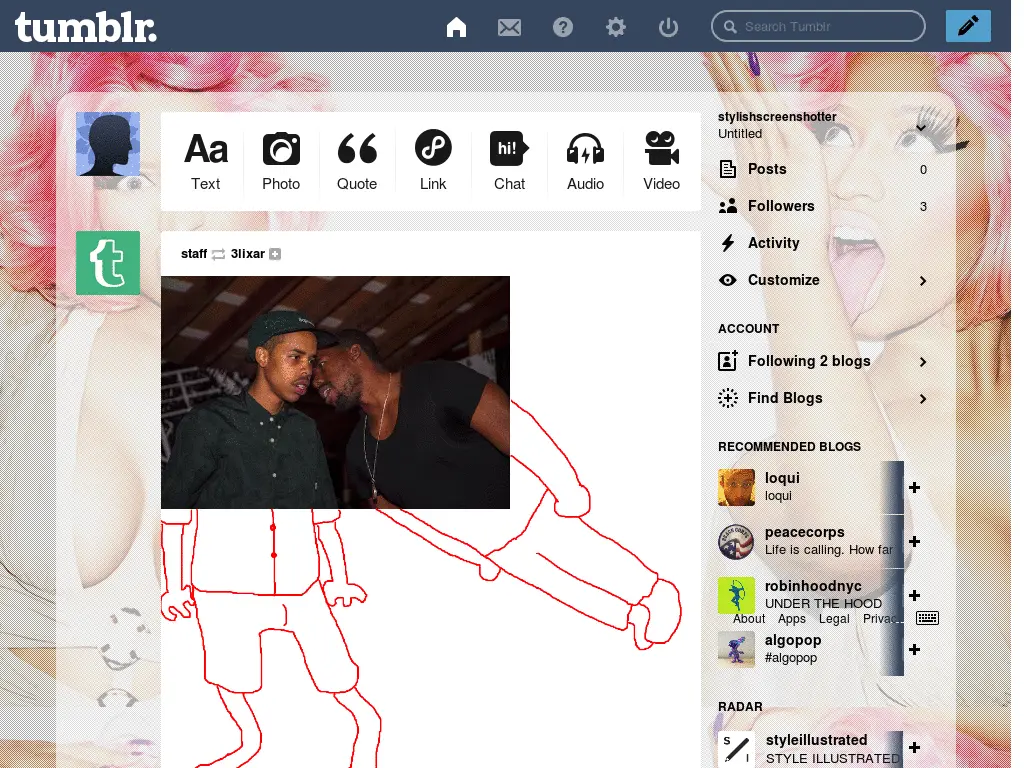 tumblr.
Search Tumblr
Aa
hi!
Text
Photo
Quote
Link
Chat
Audio
Video
staff 3lixar
stylishscreenshotter
Untitled
Posts 0
Followers 3
Activity
Customize
ACCOUNT
Following 2 blogs
Find Blogs
RECOMMENDED BLOGS
loqui
loqui
peacecorps
Life is calling. How far
robinhoodnyc
UNDER THE HOOD
About Apps Legal Privac
algopop
#algopop
RADAR
S
I
styleillustrated
STYLE ILLUSTRATED